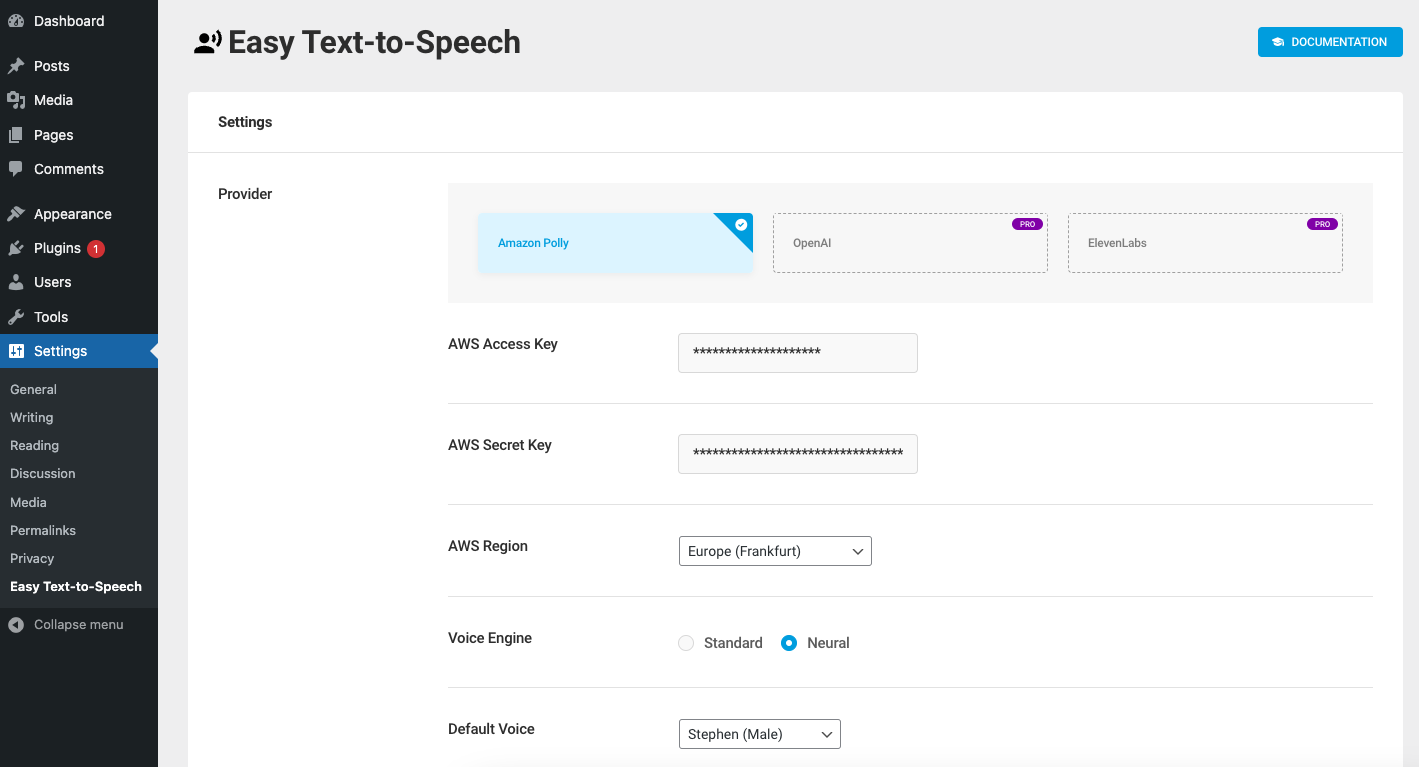 Dashboard
Posts
Media
Pages
Comments
Appearance
Plugins 1
Users
Tools
Settings
General
Writing
Reading
Discussion
Media
Permalinks
Privacy
Easy Text-to-Speech
Collapse menu
Easy Text-to-Speech
DOCUMENTATION
Settings
Provider
Amazon Polly
OpenAI
PRO
ElevenLabs
PRO
AWS Access Key
********************
AWS Secret Key
*********************************
AWS Region
Europe (Frankfurt)
Voice Engine
Standard
Neural
Default Voice
Stephen (Male)